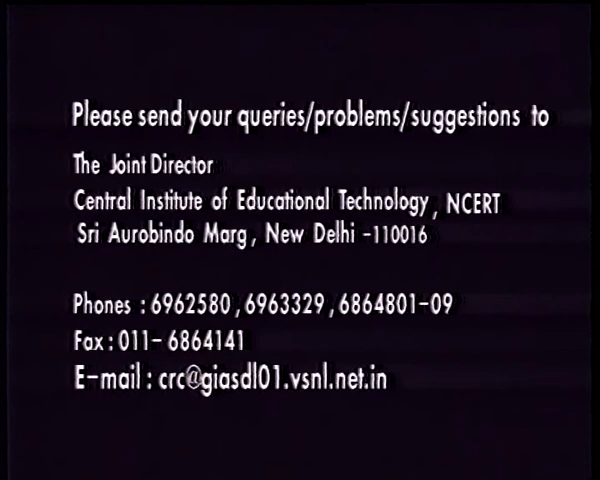 Please send your queries/problems/suggestions to
The Joint Director
Central Institute of Educational Technology, NCERT
Sri Aurobindo Marg, New Delhi -110016
Phones : 6962580, 6963329, 6864801-09
Fax : 011- 6864141
E-mail : crc@giasdl01.vsnl.net.in